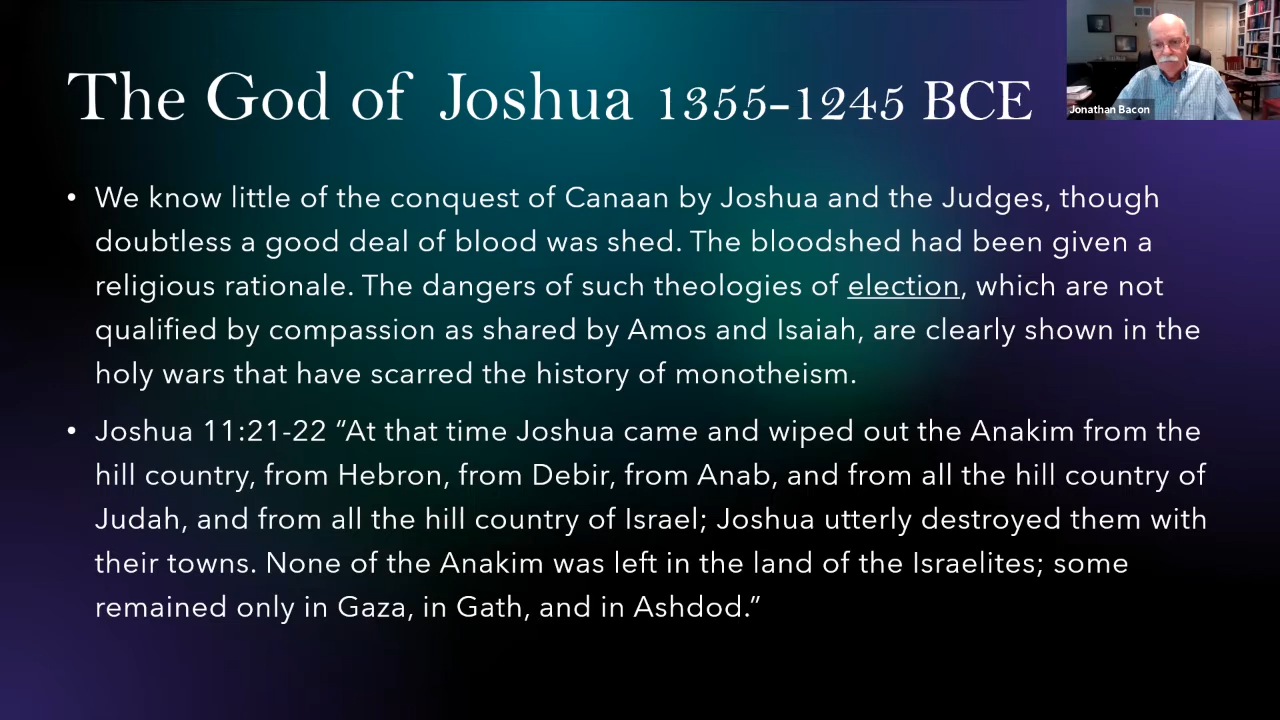 The God of Joshua 1355-1245 BCE
Jonathan Bacon
• We know little of the conquest of Canaan by Joshua and the Judges, though
doubtless a good deal of blood was shed. The bloodshed had been given a
religious rationale. The dangers of such theologies of election, which are not
qualified by compassion as shared by Amos and Isaiah, are clearly shown in the
holy wars that have scarred the history of monotheism.
• Joshua 11:21-22 “At that time Joshua came and wiped out the Anakim from the
hill country, from Hebron, from Debir, from Anab, and from all the hill country of
Judah, and from all the hill country of Israel; Joshua utterly destroyed them with
their towns. None of the Anakim was left in the land of the Israelites; some
remained only in Gaza, in Gath, and in Ashdod.”